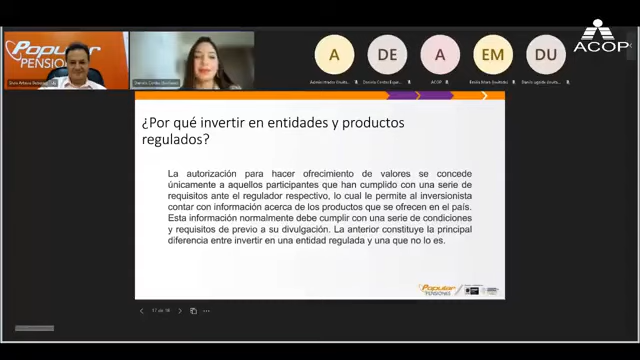 Popular
PENSIONES
A
DE
A
EM
DU
ACOP
ACOP
¿Por qué invertir en entidades y productos
regulados?
La autorización para hacer ofrecimiento de valores se concede
únicamente a aquellos participantes que han cumplido con una serie de
requisitos ante el regulador respectivo, lo cual le permite al inversionista
contar con información acerca de los productos que se ofrecen en el país.
Esta información normalmente debe cumplir con una serie de condiciones
y requisitos de previo a su divulgación. La anterior constituye la principal
diferencia entre invertir en una entidad regulada y una que no lo es.
Popular
PENSIONES
17 de 18